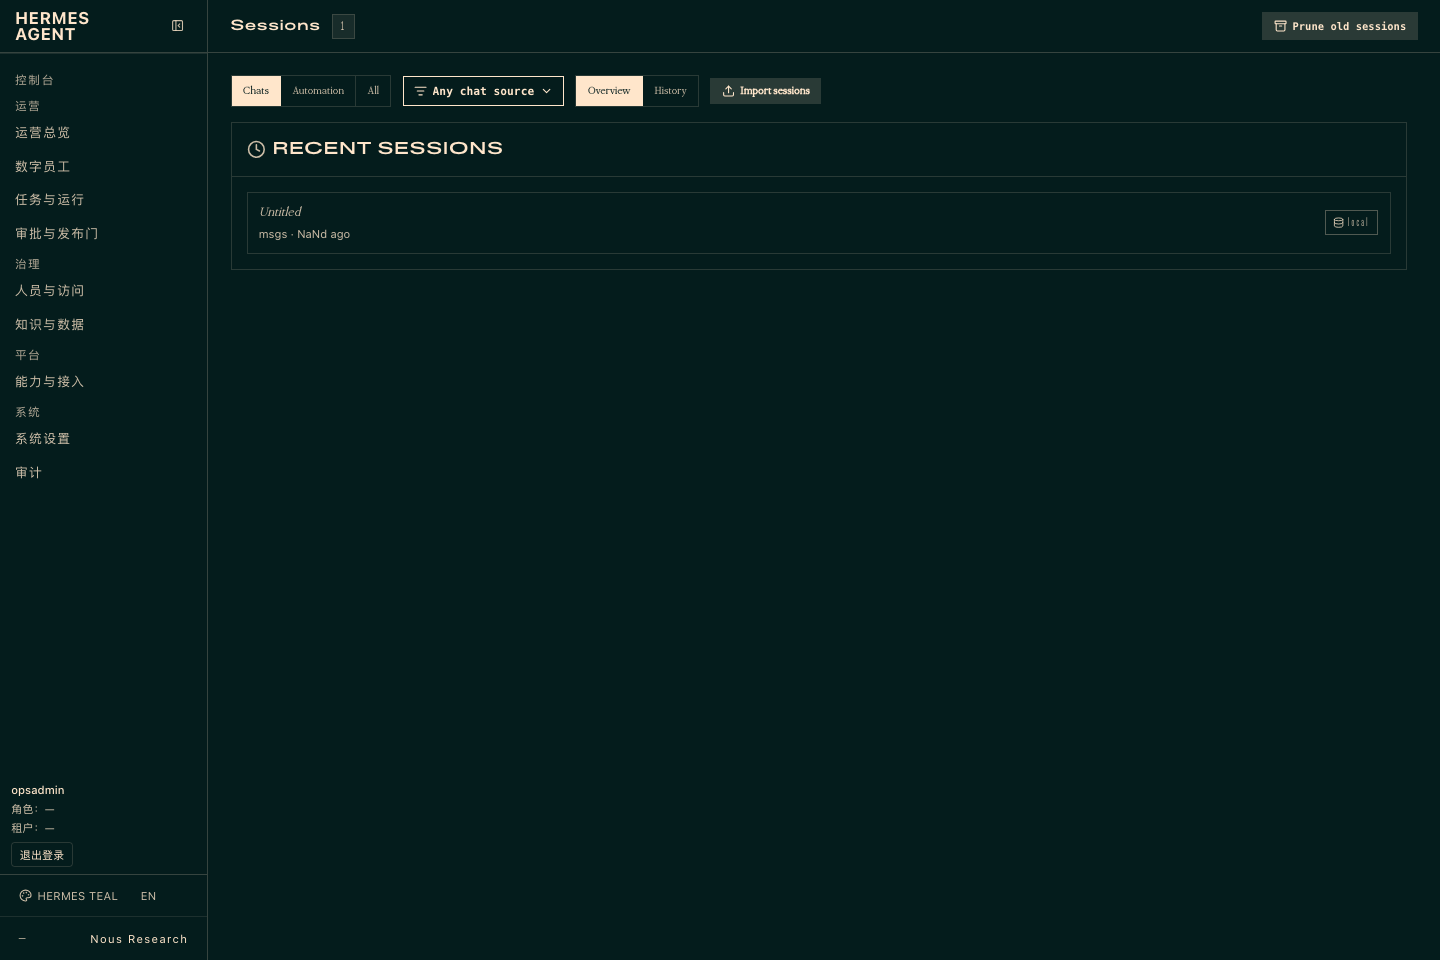 HERMES
AGENT
控制台
运营
运营总览
数字员工
任务与运行
审批与发布门
治理
人员与访问
知识与数据
平台
能力与接入
系统
系统设置
审计
opsadmin
角色: —
租户: —
退出登录
HERMES TEAL EN
— Nous Research
Sessions 1
Prune old sessions
Chats Automation All Any chat source Overview History Import sessions
RECENT SESSIONS
Untitled
msgs · NaNd ago
local